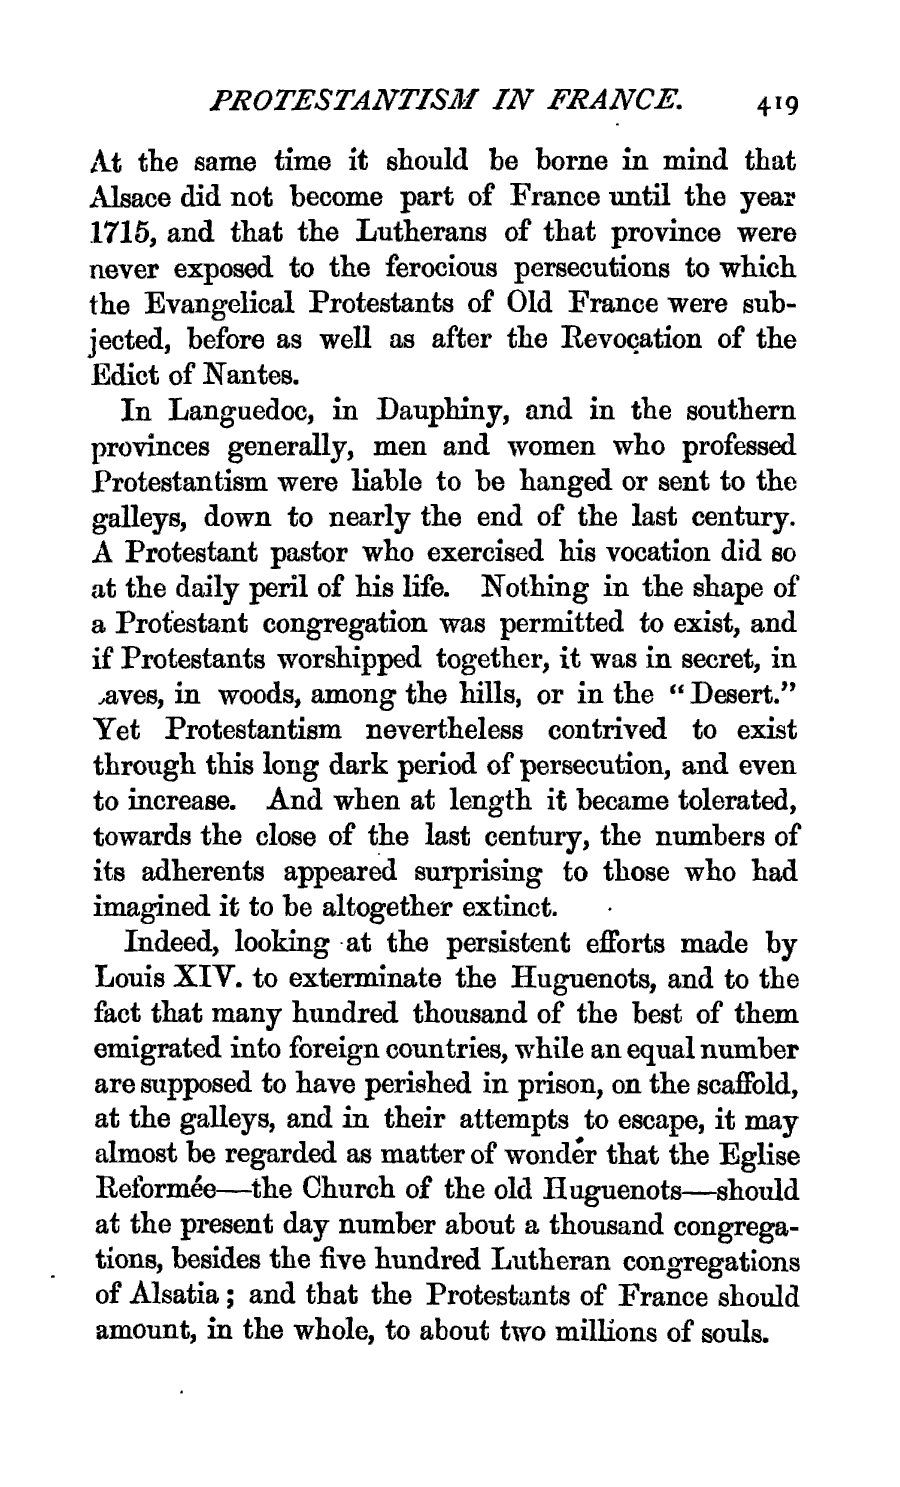 PROTESTANTISM IN FRANCE. 419
At the same time it should be borne in mind that
Alsace did not become part of France until the year
1715, and that the Lutherans of that province were
never exposed to the ferocious persecutions to which
the Evangelical Protestants of Old France were sub-
jected, before as well as after the Revocation of the
Edict of Nantes.
In Languedoc, in Dauphiny, and in the southern
provinces generally, men and women who professed
Protestantism were liable to be hanged or sent to the
galleys, down to nearly the end of the last century.
A Protestant pastor who exercised his vocation did so
at the daily peril of his life. Nothing in the shape of
a Protestant congregation was permitted to exist, and
if Protestants worshipped together, it was in secret, in
aves, in woods, among the hills, or in the “ Desert.”
Yet Protestantism nevertheless contrived to exist
through this long dark period of persecution, and even
to increase. And when at length it became tolerated,
towards the close of the last century, the numbers of
its adherents appeared surprising to those who had
imagined it to be altogether extinct.
Indeed, looking at the persistent efforts made by
Louis XIV. to exterminate the Huguenots, and to the
fact that many hundred thousand of the best of them
emigrated into foreign countries, while an equal number
are supposed to have perished in prison, on the scaffold,
at the galleys, and in their attempts to escape, it may
almost be regarded as matter of wonder that the Eglise
Reformée—the Church of the old Huguenots—should
at the present day number about a thousand congrega-
tions, besides the five hundred Lutheran congregations
of Alsatia ; and that the Protestants of France should
amount, in the whole, to about two millions of souls.